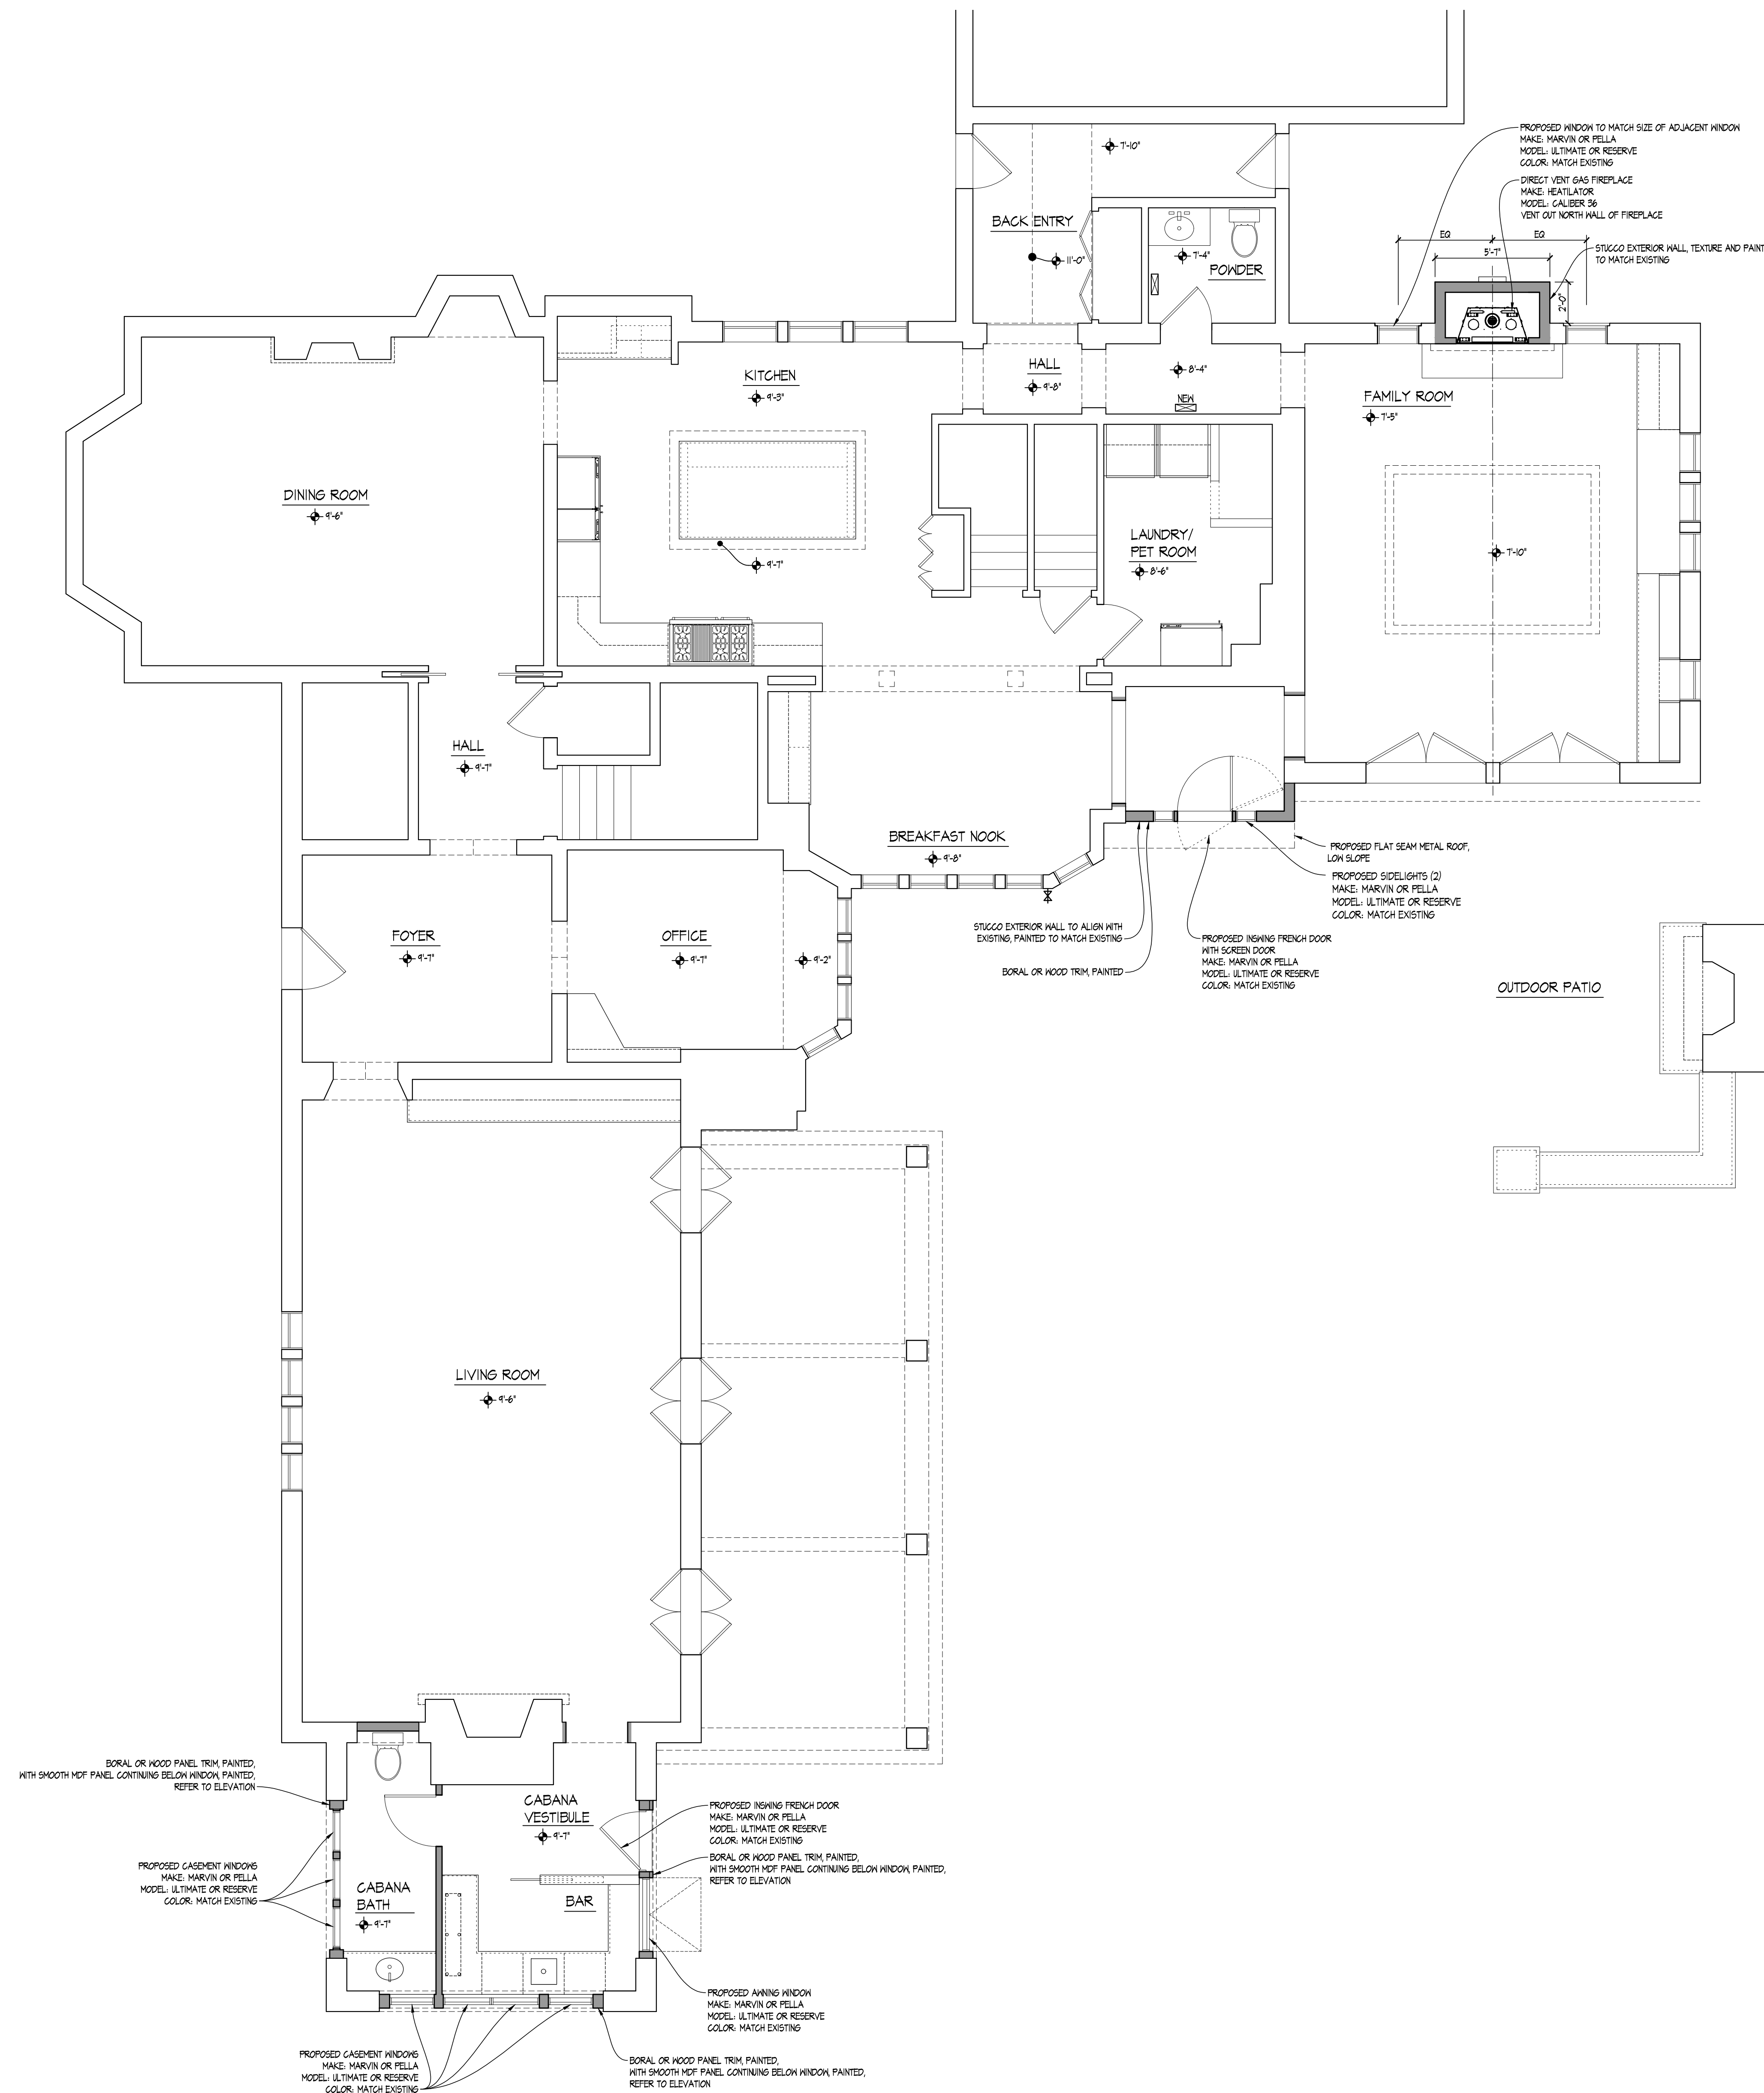 PROPOSED WINDOW TO MATCH SIZE OF ADJACENT WINDOW
MAKE: MARVIN OR PELLA
MODEL: ULTIMATE OR RESERVE
COLOR: MATCH EXISTING
DIRECT VENT GAS FIREPLACE
MAKE: HEATILATOR
MODEL: CALIBER 36
VENT OUT NORTH WALL OF FIREPLACE
7'-10"
BACK ENTRY
11'-0"
7'-4"
POWDER
EQ
EQ
5'-7"
STUCCO EXTERIOR WALL, TEXTURE AND PAINT
TO MATCH EXISTING
2'-0"
KITCHEN
9'-3"
HALL
9'-8"
8'-4"
NEW
FAMILY ROOM
7'-5"
DINING ROOM
9'-6"
9'-7"
LAUNDRY/
PET ROOM
8'-6"
7'-10"
HALL
9'-7"
BREAKFAST NOOK
9'-8"
PROPOSED FLAT SEAM METAL ROOF,
LOW SLOPE
PROPOSED SIDELIGHTS (2)
MAKE: MARVIN OR PELLA
MODEL: ULTIMATE OR RESERVE
COLOR: MATCH EXISTING
STUCCO EXTERIOR WALL TO ALIGN WITH
EXISTING, PAINTED TO MATCH EXISTING
BORAL OR WOOD TRIM, PAINTED
PROPOSED INSWING FRENCH DOOR
WITH SCREEN DOOR
MAKE: MARVIN OR PELLA
MODEL: ULTIMATE OR RESERVE
COLOR: MATCH EXISTING
FOYER
9'-7"
OFFICE
9'-7"
9'-2"
OUTDOOR PATIO
LIVING ROOM
9'-6"
BORAL OR WOOD PANEL TRIM, PAINTED,
WITH SMOOTH MDF PANEL CONTINUING BELOW WINDOW, PAINTED,
REFER TO ELEVATION
CABANA
VESTIBULE
9'-7"
PROPOSED INSWING FRENCH DOOR
MAKE: MARVIN OR PELLA
MODEL: ULTIMATE OR RESERVE
COLOR: MATCH EXISTING
BORAL OR WOOD PANEL TRIM, PAINTED,
WITH SMOOTH MDF PANEL CONTINUING BELOW WINDOW, PAINTED,
REFER TO ELEVATION
PROPOSED CASEMENT WINDOWS
MAKE: MARVIN OR PELLA
MODEL: ULTIMATE OR RESERVE
COLOR: MATCH EXISTING
CABANA
BATH
9'-7"
BAR
PROPOSED AWNING WINDOW
MAKE: MARVIN OR PELLA
MODEL: ULTIMATE OR RESERVE
COLOR: MATCH EXISTING
PROPOSED CASEMENT WINDOWS
MAKE: MARVIN OR PELLA
MODEL: ULTIMATE OR RESERVE
COLOR: MATCH EXISTING
BORAL OR WOOD PANEL TRIM, PAINTED,
WITH SMOOTH MDF PANEL CONTINUING BELOW WINDOW, PAINTED,
REFER TO ELEVATION